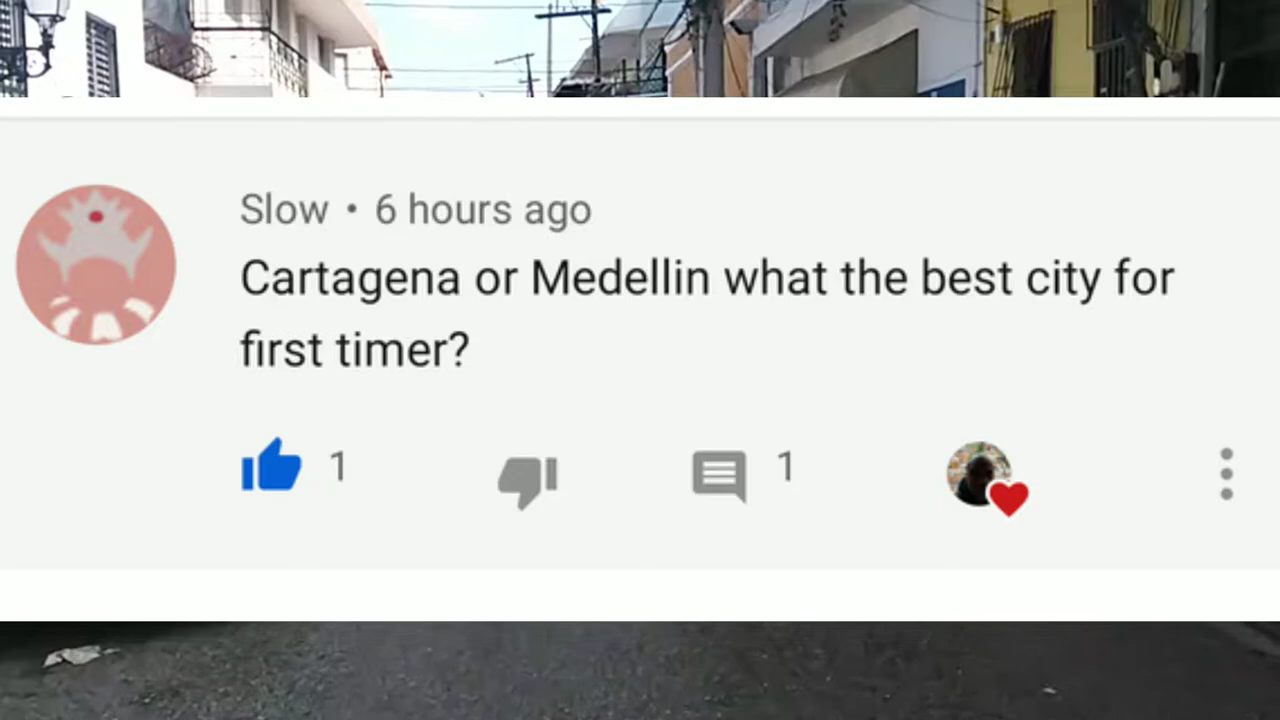 Slow • 6 hours ago
Cartagena or Medellin what the best city for
first timer?
1
1